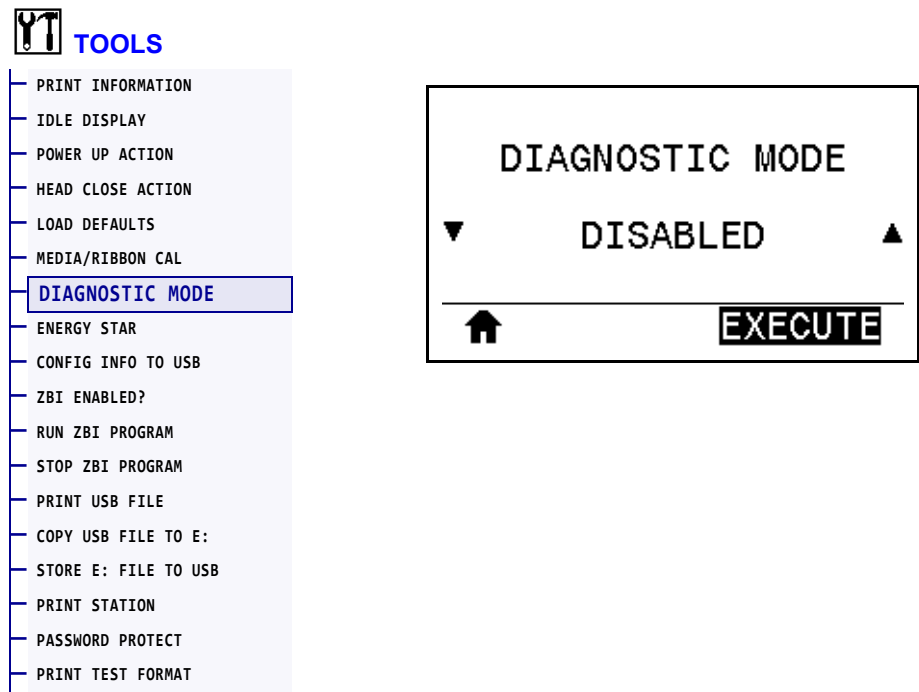 TOOLS
PRINT INFORMATION
IDLE DISPLAY
POWER UP ACTION
HEAD CLOSE ACTION
LOAD DEFAULTS
MEDIA/RIBBON CAL
DIAGNOSTIC MODE
ENERGY STAR
CONFIG INFO TO USB
ZBI ENABLED?
RUN ZBI PROGRAM
STOP ZBI PROGRAM
PRINT USB FILE
COPY USB FILE TO E:
STORE E: FILE TO USB
PRINT STATION
PASSWORD PROTECT
PRINT TEST FORMAT
DIAGNOSTIC MODE
DISABLED
EXECUTE